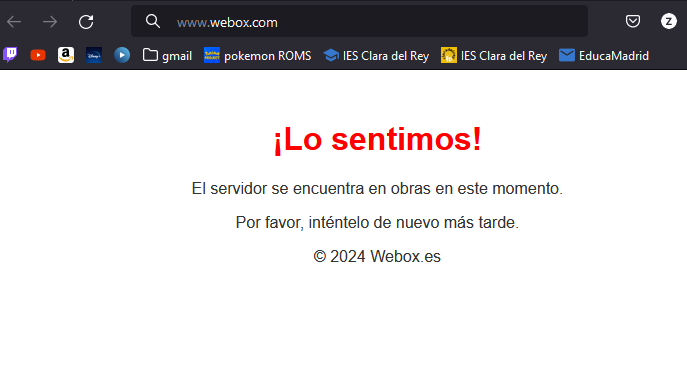 www.webox.com
Z
gmail
pokemon ROMS
IES Clara del Rey
IES Clara del Rey
EducaMadrid
¡Lo sentimos!
El servidor se encuentra en obras en este momento.
Por favor, inténtelo de nuevo más tarde.
© 2024 Webox.es